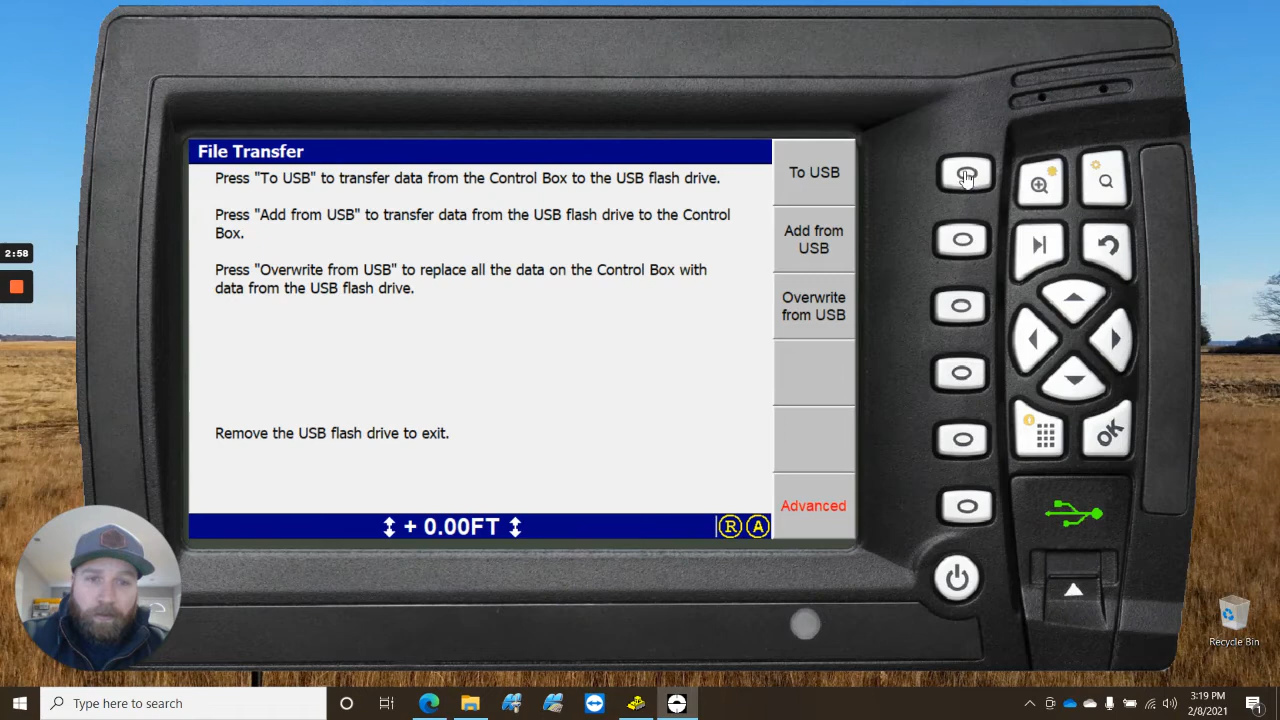 File Transfer
Press "To USB" to transfer data from the Control Box to the USB flash drive.
Press "Add from USB" to transfer data from the USB flash drive to the Control
Box.
Press "Overwrite from USB" to replace all the data on the Control Box with
data from the USB flash drive.
Remove the USB flash drive to exit.
+ 0.00FT
R A
To USB
Add from
USB
Overwrite
from USB
Advanced
OK
2:58
Recycle Bin
Type here to search
3:19 PM
2/8/2021
1